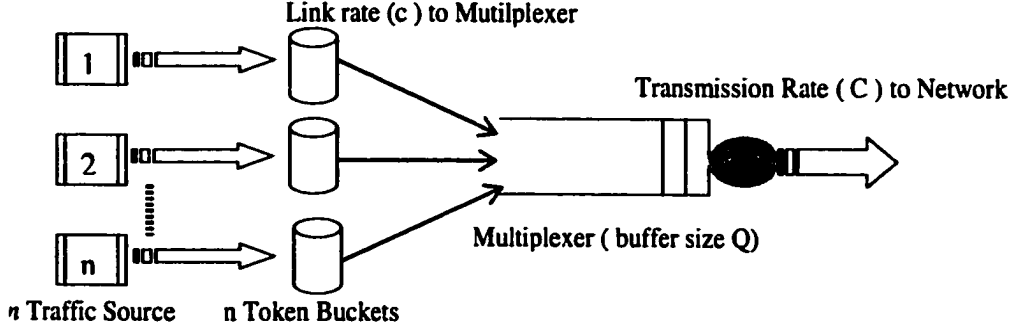 Link rate (c ) to Mutilplexer
1
Transmission Rate ( C ) to Network
2
Multiplexer ( buffer size Q)
n
n Traffic Source
n Token Buckets